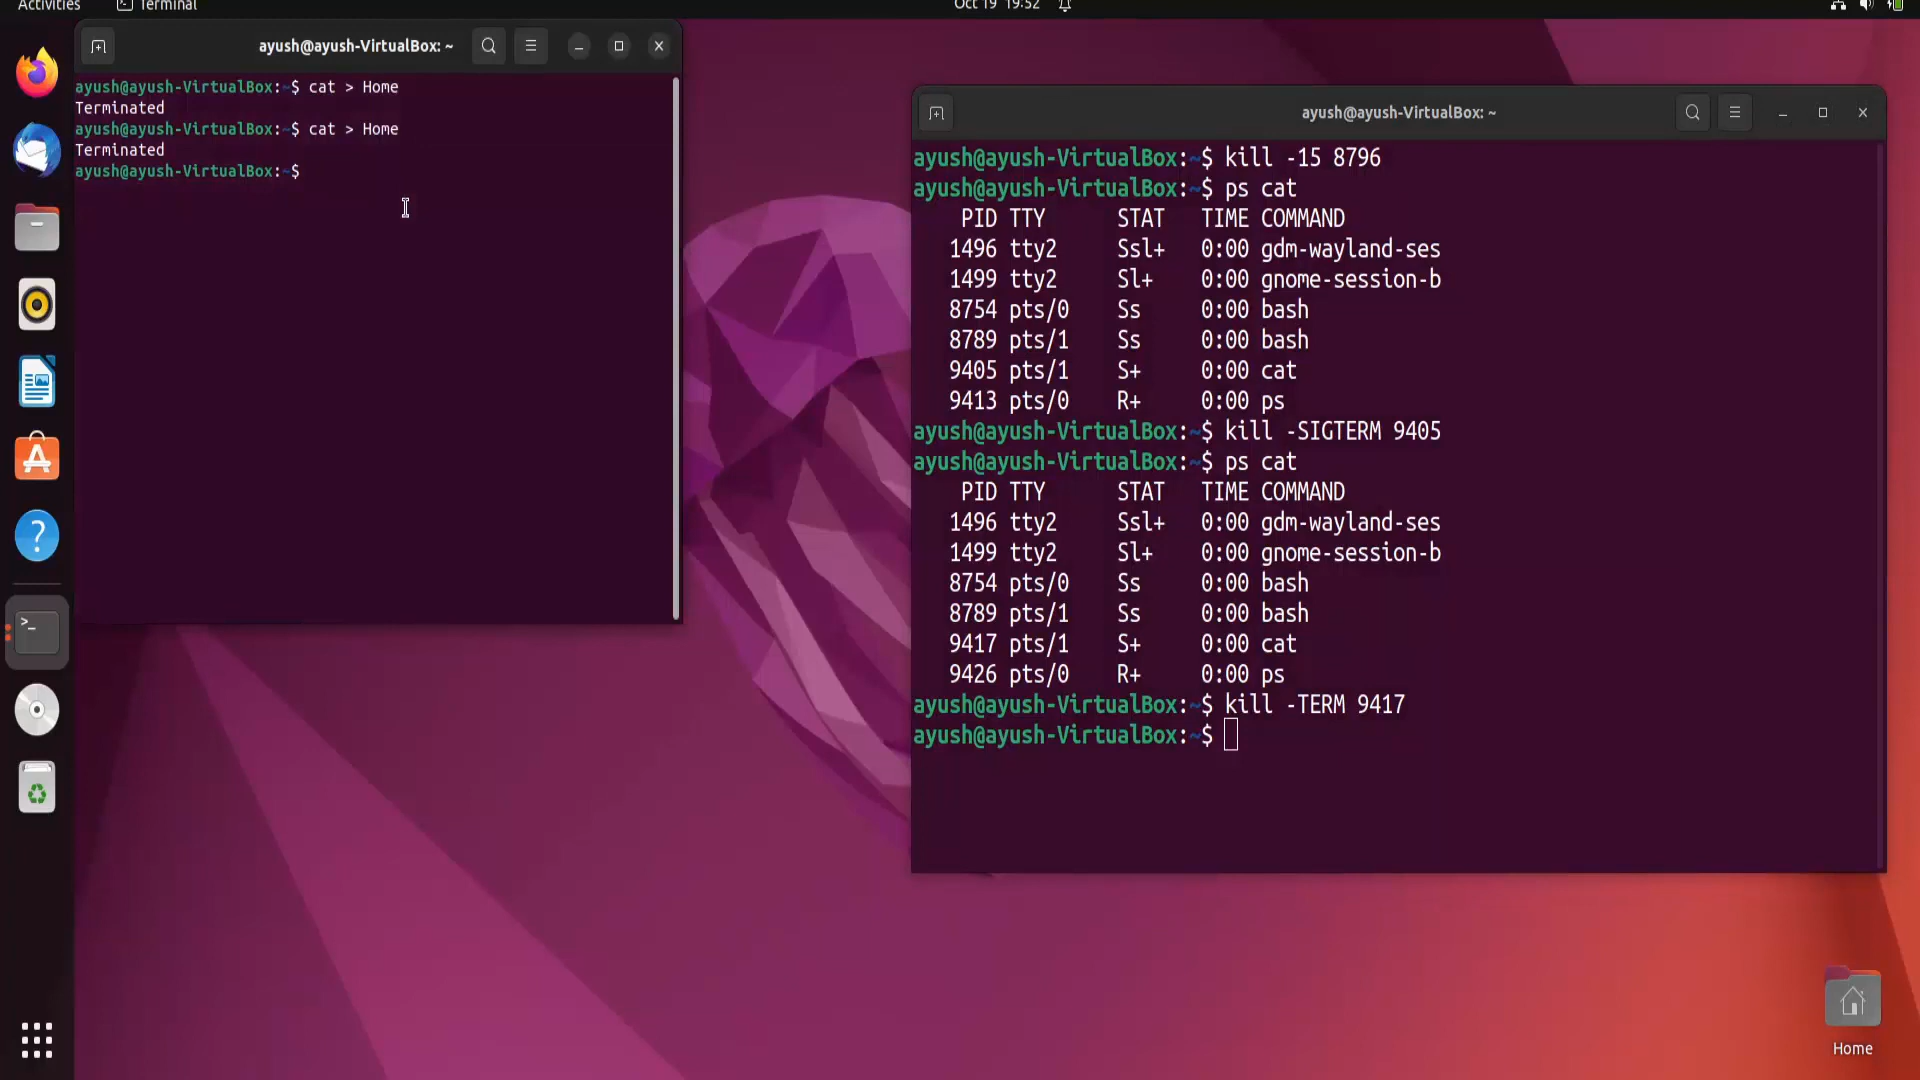 Activities
Terminal
Oct 19 19:52
ayush@ayush-VirtualBox: ~
ayush@ayush-VirtualBox:~$ cat > Home
Terminated
ayush@ayush-VirtualBox:~$ cat > Home
Terminated
ayush@ayush-VirtualBox:~$
ayush@ayush-VirtualBox: ~
ayush@ayush-VirtualBox:~$ kill -15 8796
ayush@ayush-VirtualBox:~$ ps cat
PID TTY STAT TIME COMMAND
1496 tty2 Ssl+ 0:00 gdm-wayland-ses
1499 tty2 Sl+ 0:00 gnome-session-b
8754 pts/0 Ss 0:00 bash
8789 pts/1 Ss 0:00 bash
9405 pts/1 S+ 0:00 cat
9413 pts/0 R+ 0:00 ps
ayush@ayush-VirtualBox:~$ kill -SIGTERM 9405
ayush@ayush-VirtualBox:~$ ps cat
PID TTY STAT TIME COMMAND
1496 tty2 Ssl+ 0:00 gdm-wayland-ses
1499 tty2 Sl+ 0:00 gnome-session-b
8754 pts/0 Ss 0:00 bash
8789 pts/1 Ss 0:00 bash
9417 pts/1 S+ 0:00 cat
9426 pts/0 R+ 0:00 ps
ayush@ayush-VirtualBox:~$ kill -TERM 9417
ayush@ayush-VirtualBox:~$
Home